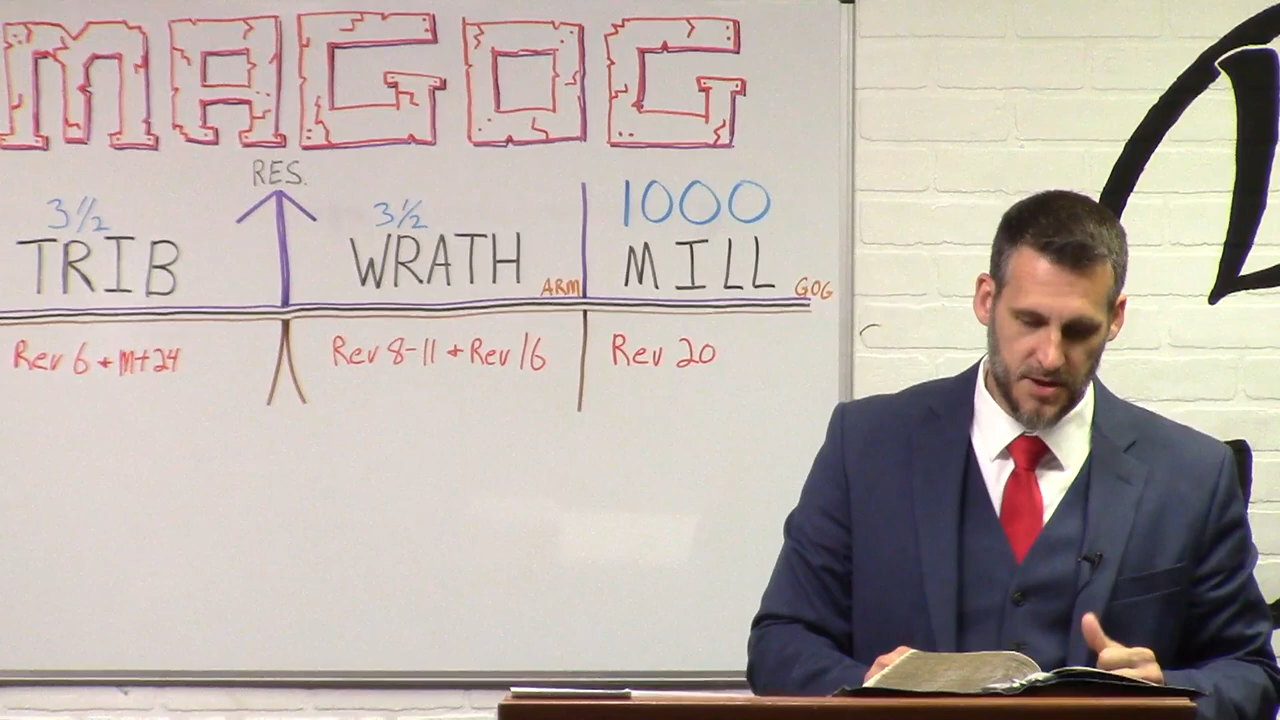 MAGOG
RES.
3½ 3½ 1000
TRIB WRATH MILL
ARM GOG
Rev 6 + Mt 24 Rev 8-11 + Rev 16 Rev 20